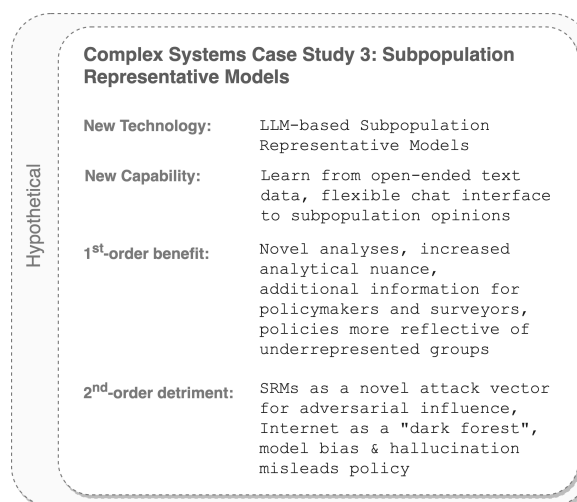 Complex Systems Case Study 3: Subpopulation
Representative Models
New Technology: LLM-based Subpopulation
Representative Models
New Capability: Learn from open-ended text
data, flexible chat interface
to subpopulation opinions
1st-order benefit: Novel analyses, increased
analytical nuance,
additional information for
policymakers and surveyors,
policies more reflective of
underrepresented groups
2nd-order detriment: SRMs as a novel attack vector
for adversarial influence,
Internet as a "dark forest",
model bias & hallucination
misleads policy
Hypothetical